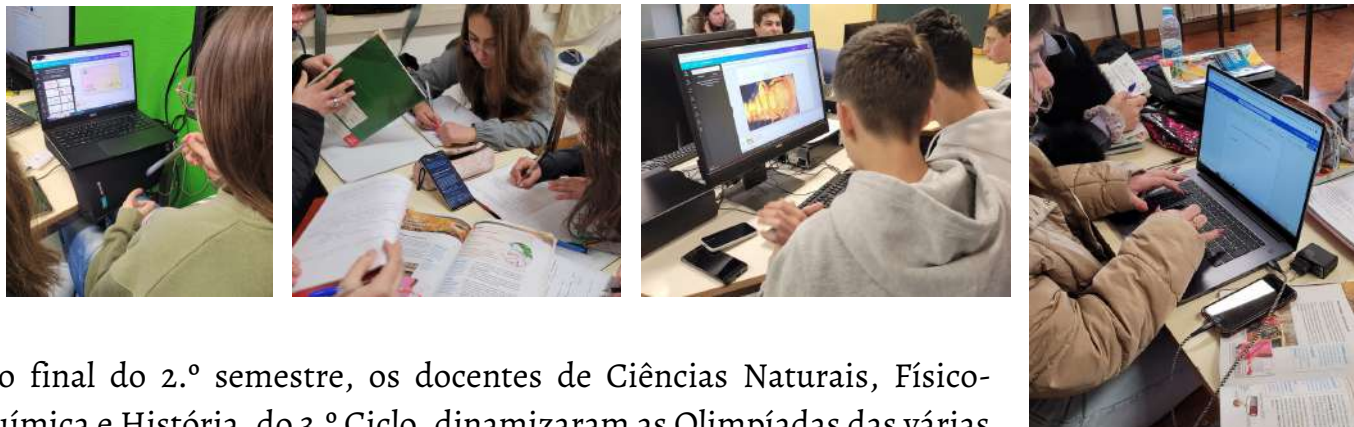 o final do 2.º semestre, os docentes de Ciências Naturais, Físico-
uímica e História, do 3.º Ciclo, dinamizaram as Olimpíadas das várias